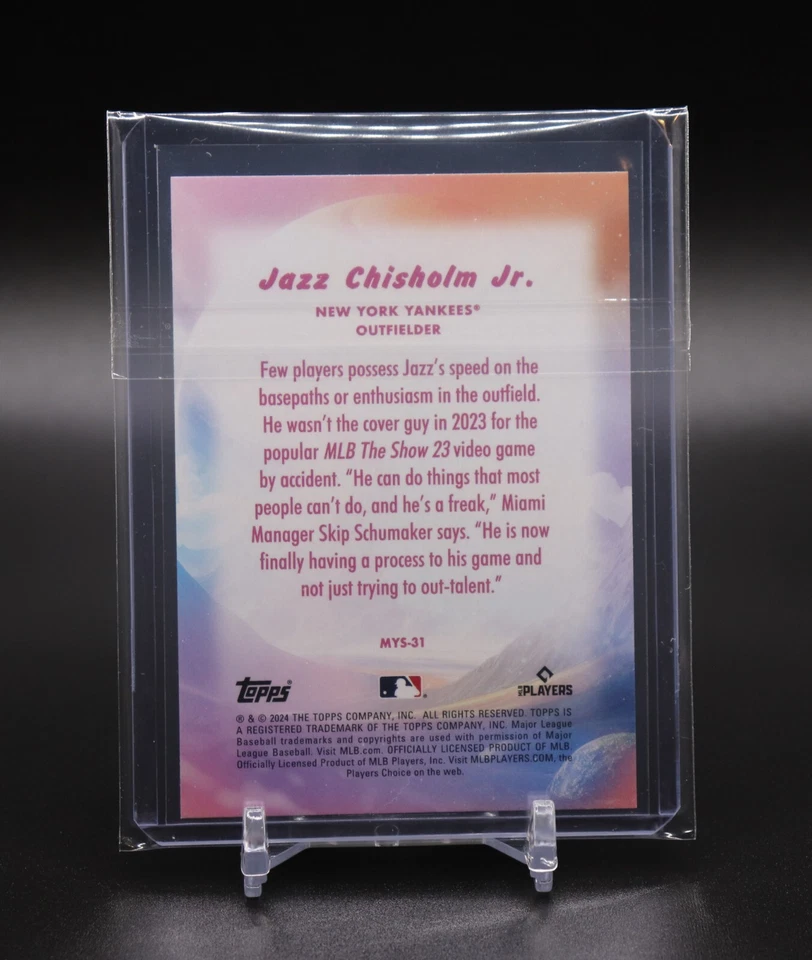 Jazz Chisholm Jr.
NEW YORK YANKEES®
OUTFIELDER
Few players possess Jazz's speed on the
basepaths or enthusiasm in the outfield.
He wasn't the cover guy in 2023 for the
popular MLB The Show 23 video game
by accident. "He can do things that most
people can't do, and he's a freak," Miami
Manager Skip Schumaker says. "He is now
finally having a process to his game and
not just trying to out-talent."
MYS-31
Topps®
MLB PLAYERS
® & © 2024 THE TOPPS COMPANY, INC. ALL RIGHTS RESERVED. TOPPS IS
A REGISTERED TRADEMARK OF THE TOPPS COMPANY, INC. Major League
Baseball trademarks and copyrights are used with permission of Major
League Baseball. Visit MLB.com. OFFICIALLY LICENSED PRODUCT OF MLB
Officially Licensed Product of MLB Players, Inc. Visit MLBPLAYERS.COM, the
Players Choice on the web.